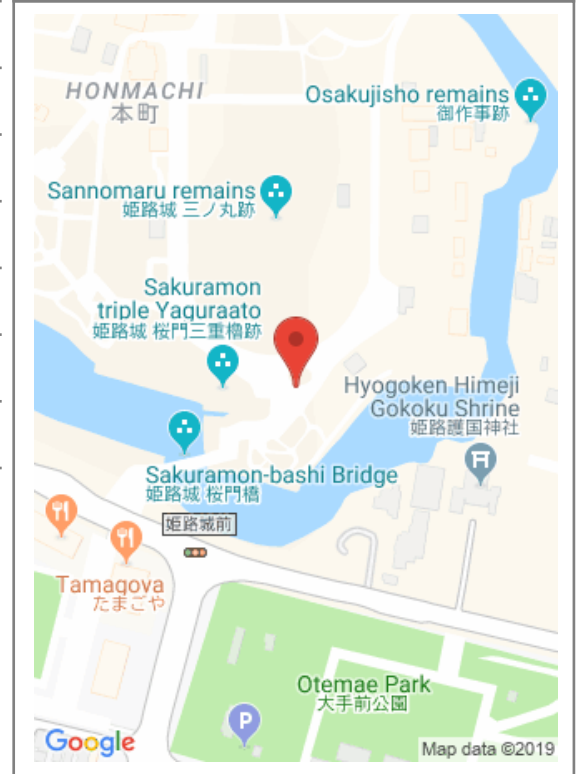 HONMACHI
本町
Osakujisho remains
御作事跡
Sannomaru remains
姫路城 三ノ丸跡
Sakuramon
triple Yaguraato
姫路城 桜門三重櫓跡
Hyogoken Himeji
Gokoku Shrine
姫路護国神社
Sakuramon-bashi Bridge
姫路城 桜門橋
姫路城前
Tamagoya
たまごや
Otemae Park
大手前公園
P
Google
Map data ©2019